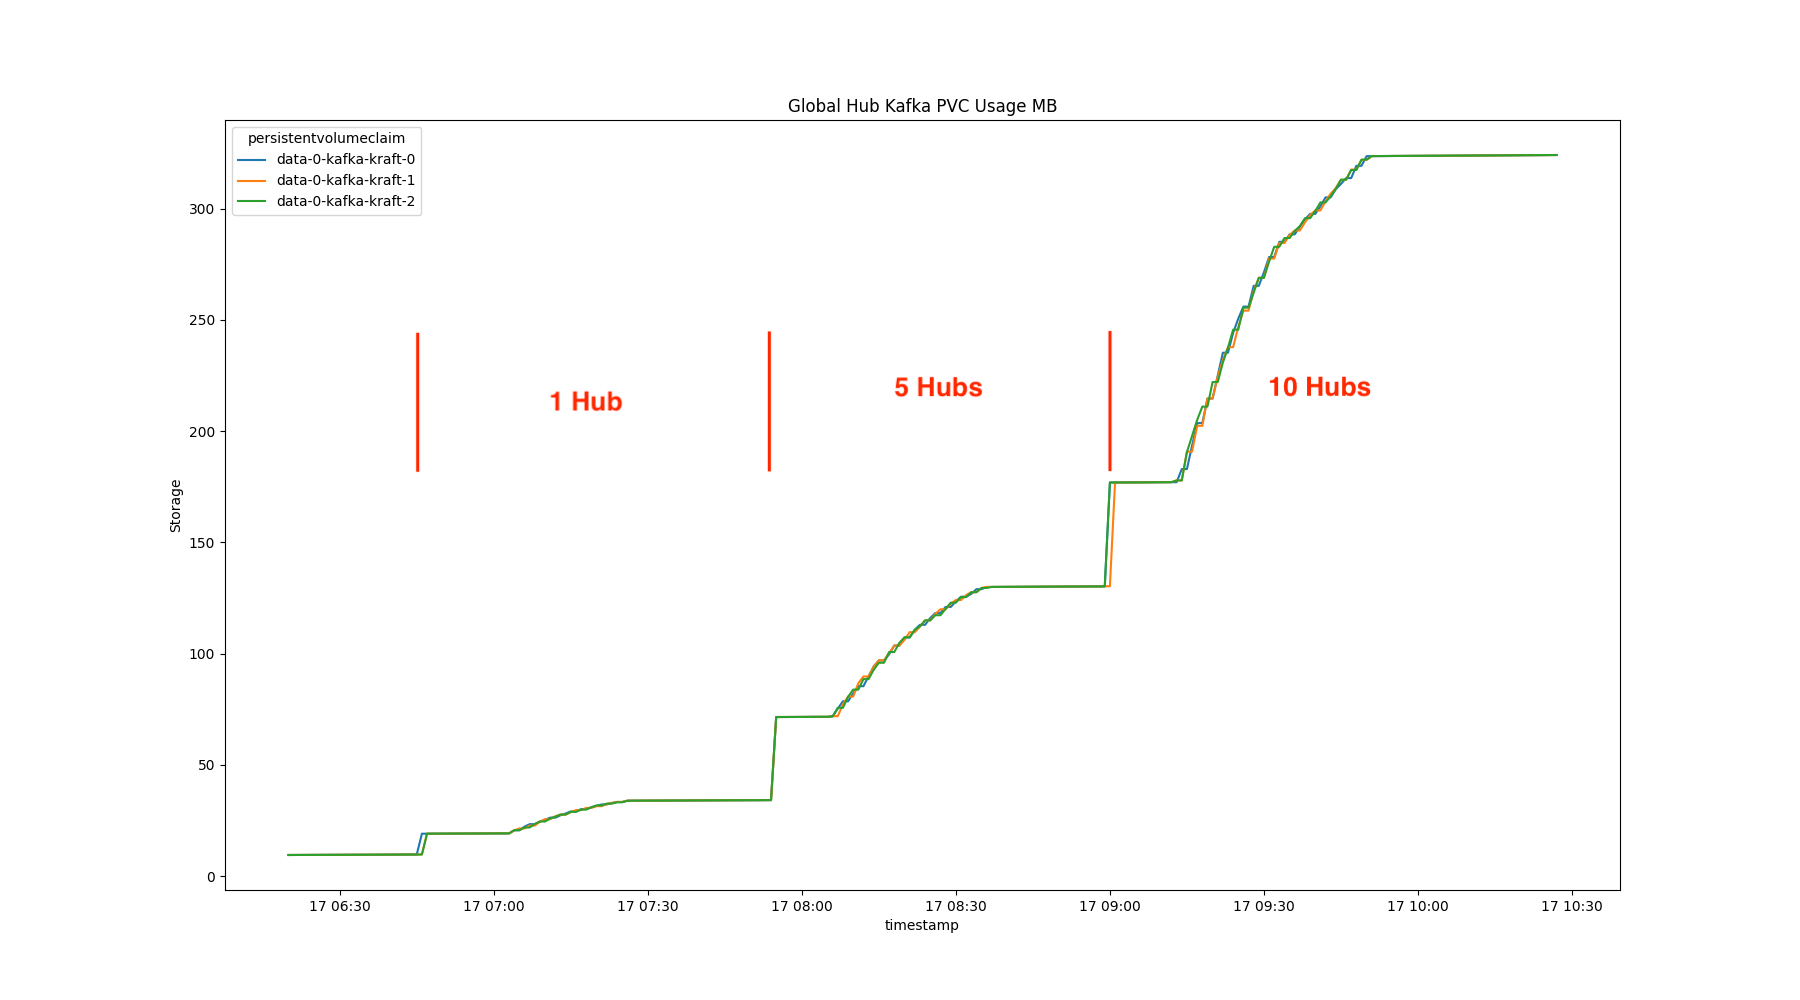 Global Hub Kafka PVC Usage MB
persistentvolumeclaim
data-0-kafka-kraft-0
data-0-kafka-kraft-1
data-0-kafka-kraft-2
300
250
200
150
100
50
0
Storage
1 Hub
5 Hubs
10 Hubs
17 06:30
17 07:00
17 07:30
17 08:00
17 08:30
17 09:00
17 09:30
17 10:00
17 10:30
timestamp